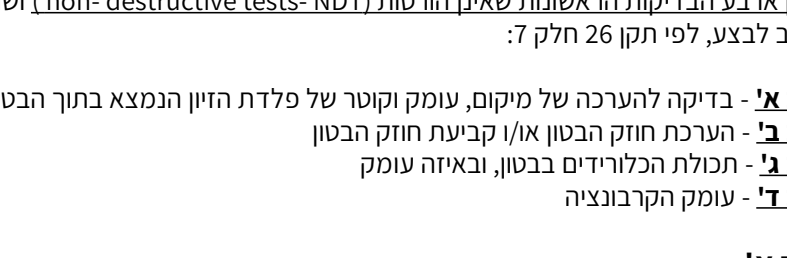 ארבע הבדיקות הראשונות שאינן הורסות (non- destructive tests- NDT)
לבצע, לפי תקן 26 חלק 7:
א' - בדיקה להערכה של מיקום, עומק וקוטר של פלדת הזיון הנמצא בתוך
ב' - הערכת חוזק הבטון או/ו קביעת חוזק הבטון
ג' - תכולת הכלורידים בבטון, ובאיזה עומק
ד' - עומק הקרבונציה